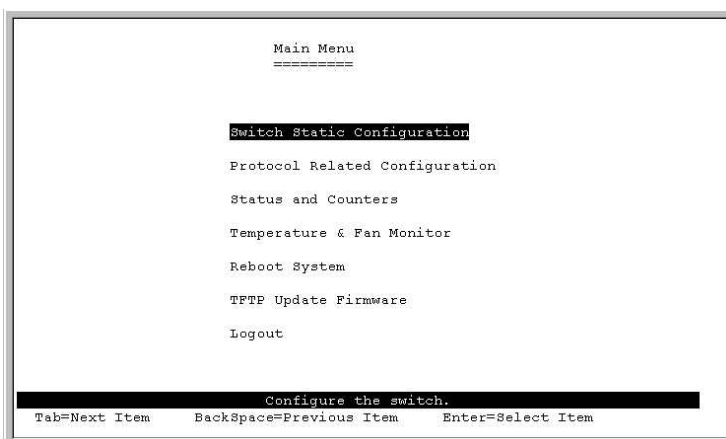 Main Menu
=========
Switch Static Configuration
Protocol Related Configuration
Status and Counters
Temperature & Fan Monitor
Reboot System
TFTP Update Firmware
Logout
Configure the switch.
Tab=Next Item BackSpace=Previous Item Enter=Select Item